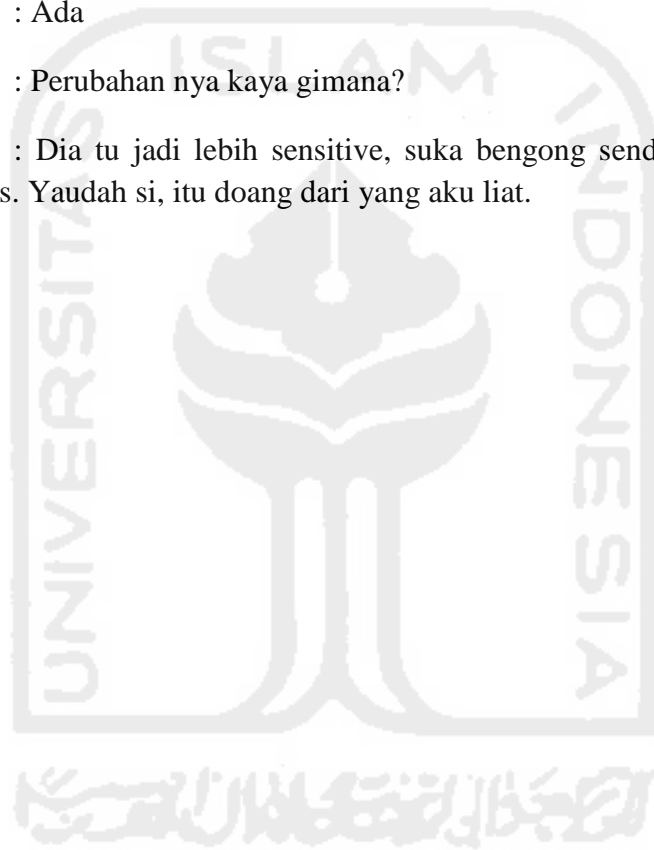 : Ada
: Perubahan nya kaya gimana?
: Dia tu jadi lebih sensitive, suka bengong
Yaudah si, itu doang dari yang aku liat.
ISLAM
UNIVERSITAS
INDONESIA